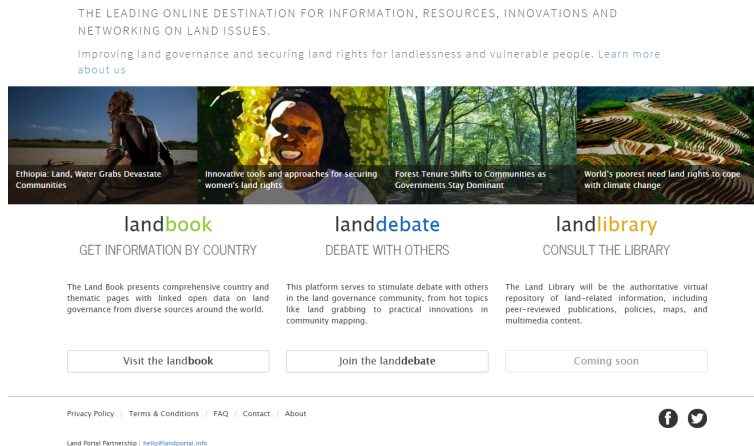 THE LEADING ONLINE DESTINATION FOR INFORMATION, RESOURCES, INNOVATIONS AND
NETWORKING ON LAND ISSUES.
Improving land governance and securing land rights for landlessness and vulnerable people. Learn more
about us
Ethiopia: Land, Water Grabs Devastate
Communities
Innovative tools and approaches for securing
women's land rights
Forest Tenure Shifts to Communities as
Governments Stay Dominant
World's poorest need land rights to cope
with climate change
landbook
GET INFORMATION BY COUNTRY
The Land Book presents comprehensive country and
thematic pages with linked open data on land
governance from diverse sources around the world.
Visit the landbook
landdebate
DEBATE WITH OTHERS
This platform serves to stimulate debate with others
in the land governance community, from hot topics
like land grabbing to practical innovations in
community mapping.
Join the landdebate
landlibrary
CONSULT THE LIBRARY
The Land Library will be the authoritative virtual
repository of land-related information, including
peer-reviewed publications, policies, maps, and
multimedia content.
Coming soon
Privacy Policy / Terms & Conditions / FAQ / Contact / About
Land Portal Partnership | hello@landportal.info